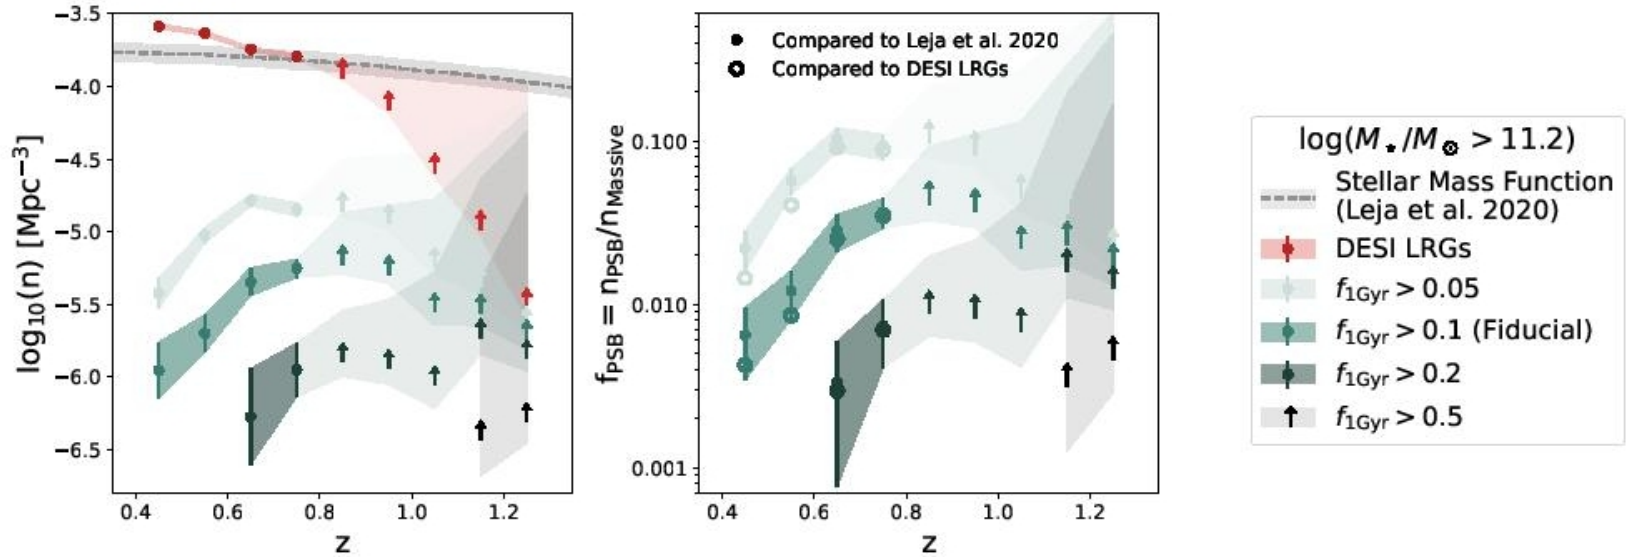 log₁₀(n) [Mpc⁻³]
−3.5
−4.0
−4.5
−5.0
−5.5
−6.0
−6.5
0.4 0.6 0.8 1.0 1.2
z
f_PSB = n_PSB/n_Massive
0.100
0.010
0.001
Compared to Leja et al. 2020
Compared to DESI LRGs
0.4 0.6 0.8 1.0 1.2
z
log(M⋆/M⊙ > 11.2)
Stellar Mass Function
(Leja et al. 2020)
DESI LRGs
f_1Gyr > 0.05
f_1Gyr > 0.1 (Fiducial)
f_1Gyr > 0.2
f_1Gyr > 0.5